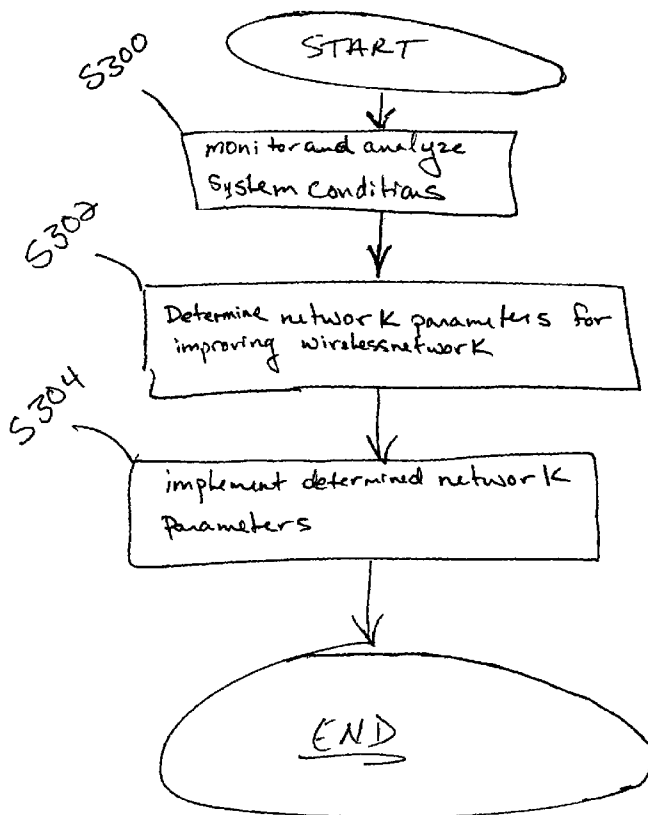 START
S300
monitor and analyze
System conditions
S302
Determine network parameters for
improving wireless network
S304
implement determined network
Parameters
END